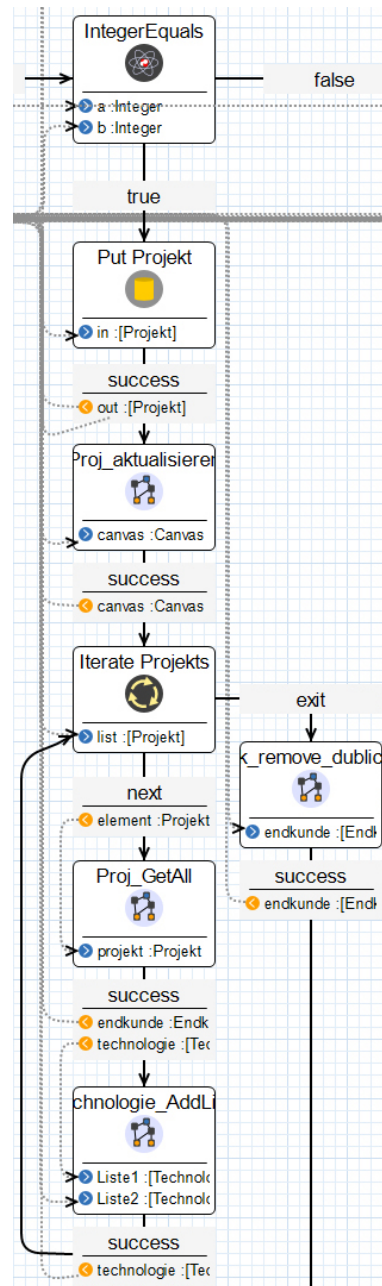 IntegerEquals
false
a :Integer
b :Integer
true
Put Projekt
in :[Projekt]
success
out :[Projekt]
Proj_aktualisieren
canvas :Canvas
success
canvas :Canvas
Iterate Projekts
exit
list :[Projekt]
k_remove_dublic
next
element :Projekt
endkunde :[Endk
Proj_GetAll
success
projekt :Projekt
endkunde :[Endk
success
endkunde :Endk
technologie :[Tec
chnologie_AddLi
Liste1 :[Technolo
Liste2 :[Technolo
success
technologie :[Tec